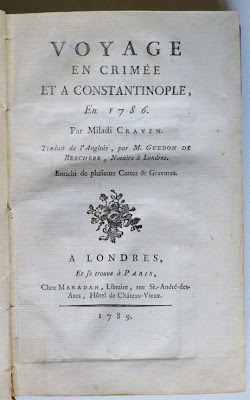 VOYAGE
EN CRIMÉE
ET A CONSTANTINOPLE,
En 1786.
Par Miladi CRAVEN.
Traduit de l'Anglois, par M. GUEDON DE
BERCHERE, Notaire à Londres.
Enrichi de plusieurs Cartes & Gravures.
A LONDRES,
Et se trouve à PARIS,
Chez MARADAN, Libraire, rue St.-André-des-
Arts, Hôtel de Château-Vieux.
1789.